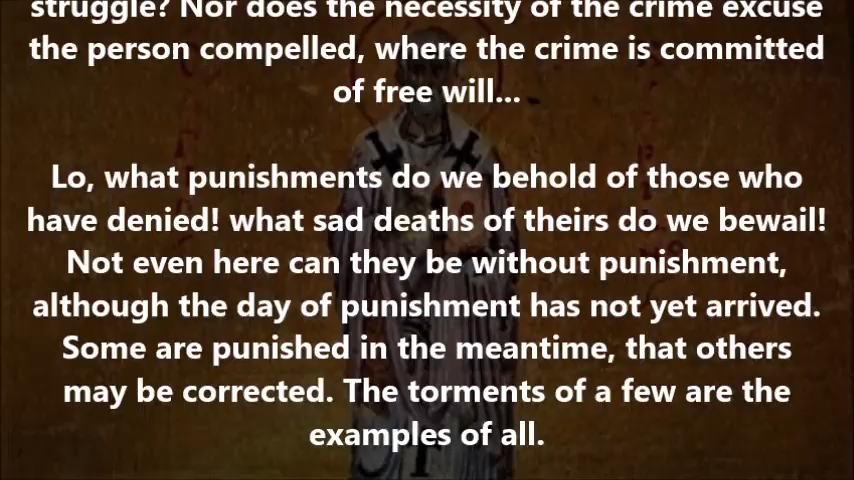 struggle? Nor does the necessity of the crime excuse
the person compelled, where the crime is committed
of free will...
Lo, what punishments do we behold of those who
have denied! what sad deaths of theirs do we bewail!
Not even here can they be without punishment,
although the day of punishment has not yet arrived.
Some are punished in the meantime, that others
may be corrected. The torments of a few are the
examples of all.